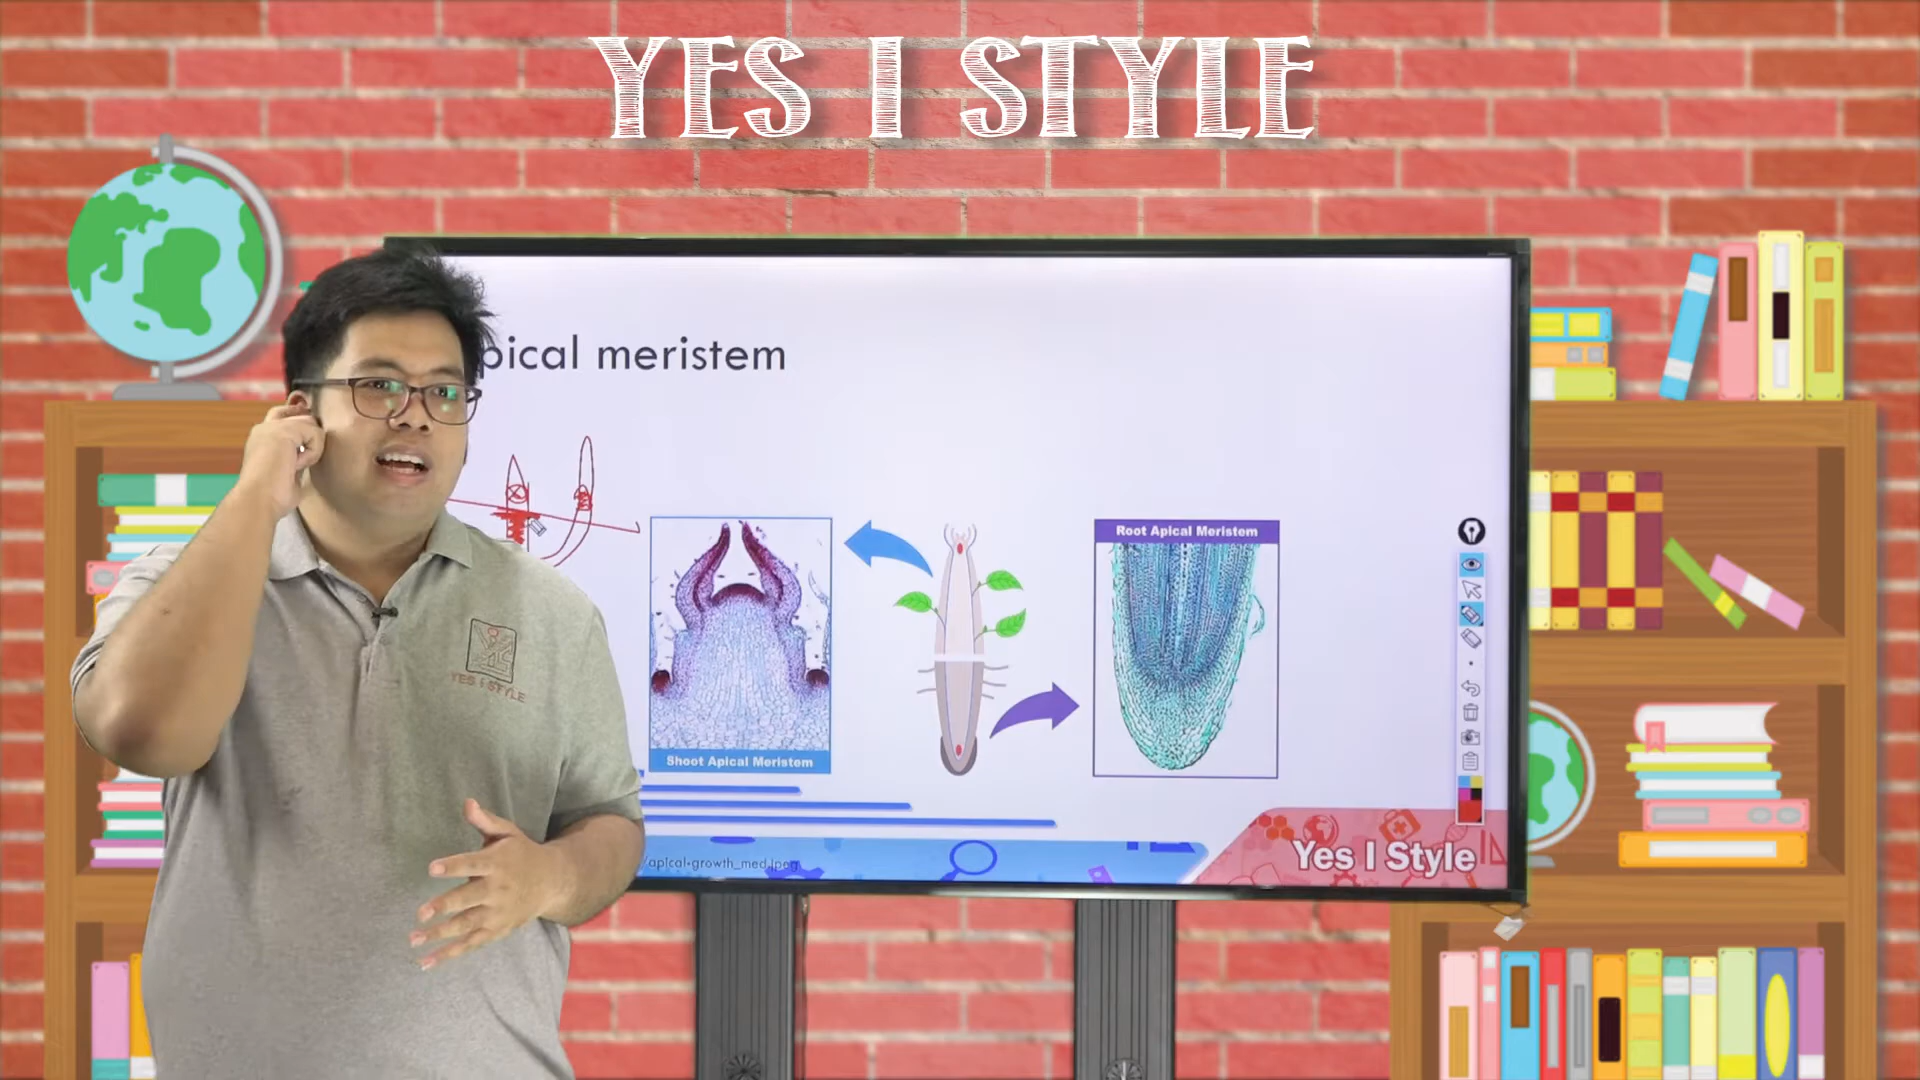 YES I STYLE
pical meristem
Root Apical Meristem
Shoot Apical Meristem
YES I STYLE
/apical-growth_med.jpeg
Yes I Style